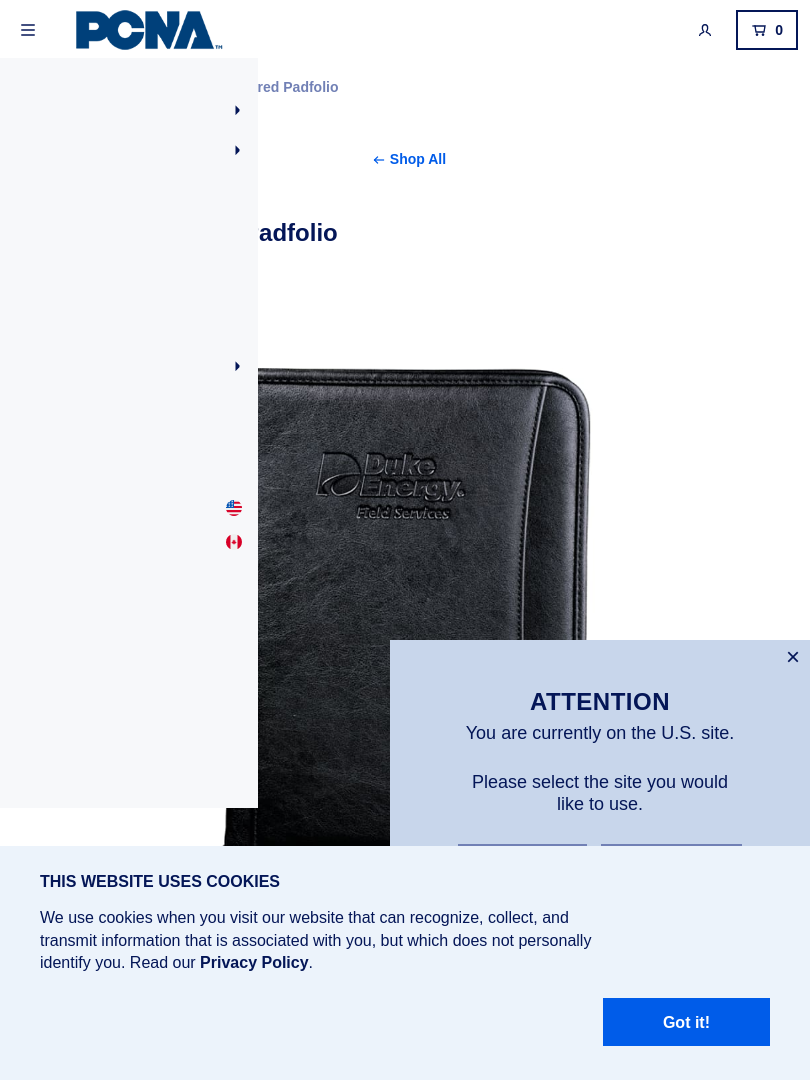 PCNA™
0
red Padfolio
Shop All
adfolio
Duke
Energy®
Field Services
ATTENTION
You are currently on the U.S. site.
Please select the site you would
like to use.
THIS WEBSITE USES COOKIES
We use cookies when you visit our website that can recognize, collect, and
transmit information that is associated with you, but which does not personally
identify you. Read our Privacy Policy.
Got it!